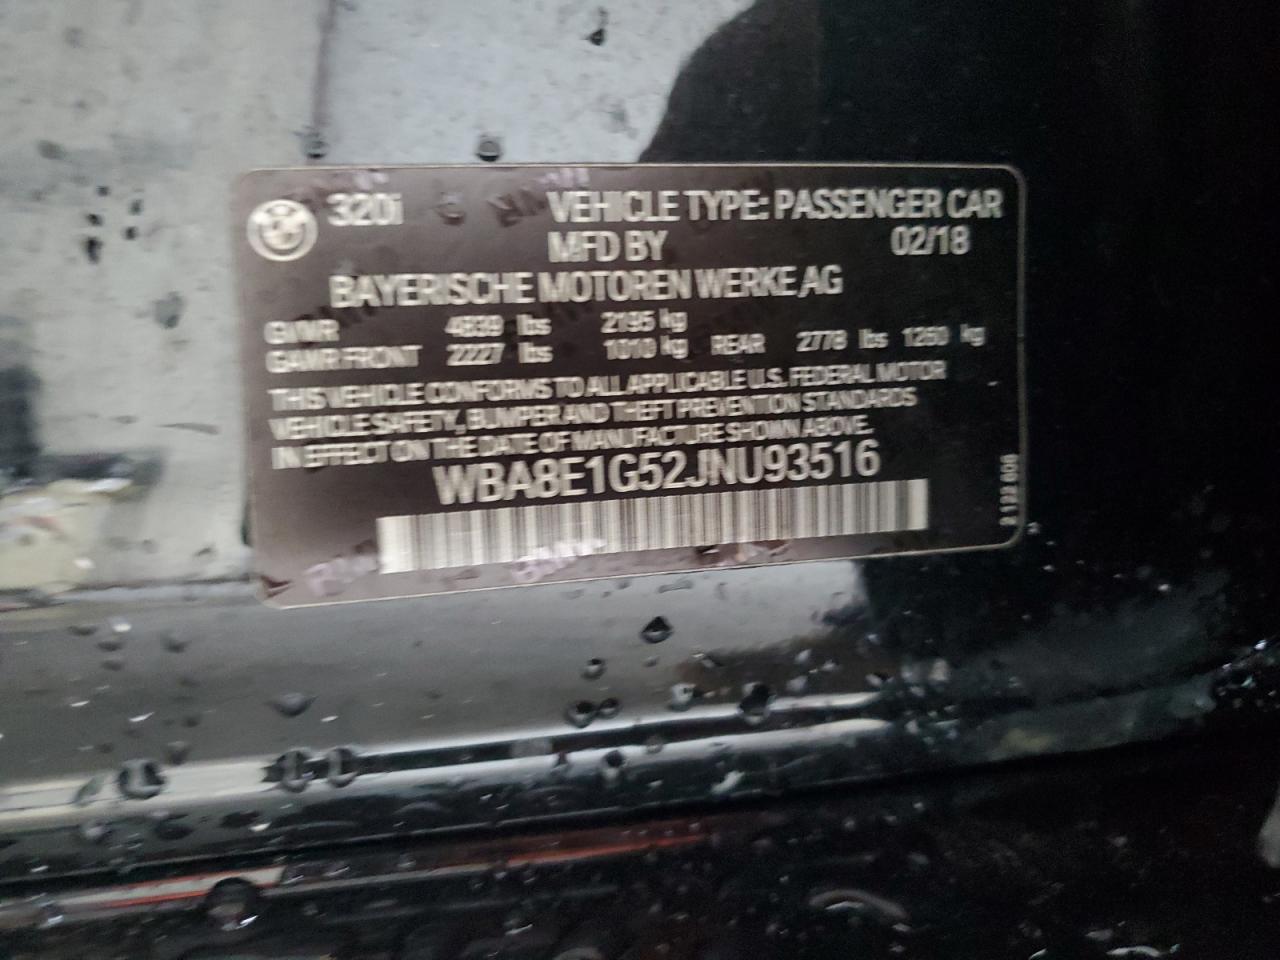 320i VEHICLE TYPE: PASSENGER CAR
MFD BY 02/18
BAYERISCHE MOTOREN WERKE AG
GVWR 4839 lbs 2195 kg
GAWR FRONT 2227 lbs 1010 kg REAR 2778 lbs 1260 kg
THIS VEHICLE CONFORMS TO ALL APPLICABLE U.S. FEDERAL MOTOR
VEHICLE SAFETY, BUMPER AND THEFT PREVENTION STANDARDS
IN EFFECT ON THE DATE OF MANUFACTURE SHOWN ABOVE.
WBA8E1G52JNU93516